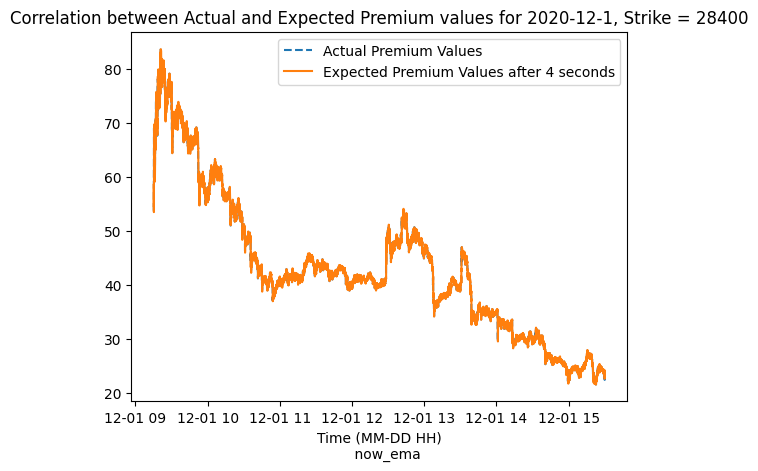 Correlation between Actual and Expected Premium values for 2020-12-1, Strike = 28400
Actual Premium Values
Expected Premium Values after 4 seconds
80
70
60
50
40
30
20
12-01 09 12-01 10 12-01 11 12-01 12 12-01 13 12-01 14 12-01 15
Time (MM-DD HH)
now_ema